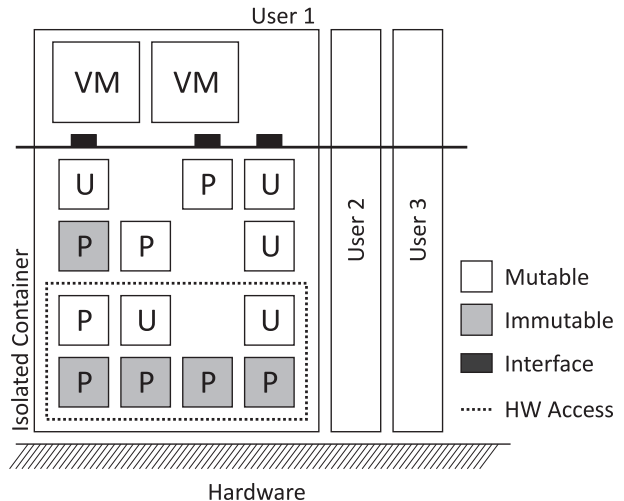 User 1
VM VM
U P U
P P U
P U U
P P P P
Isolated Container
User 2
User 3
Mutable
Immutable
Interface
HW Access
Hardware